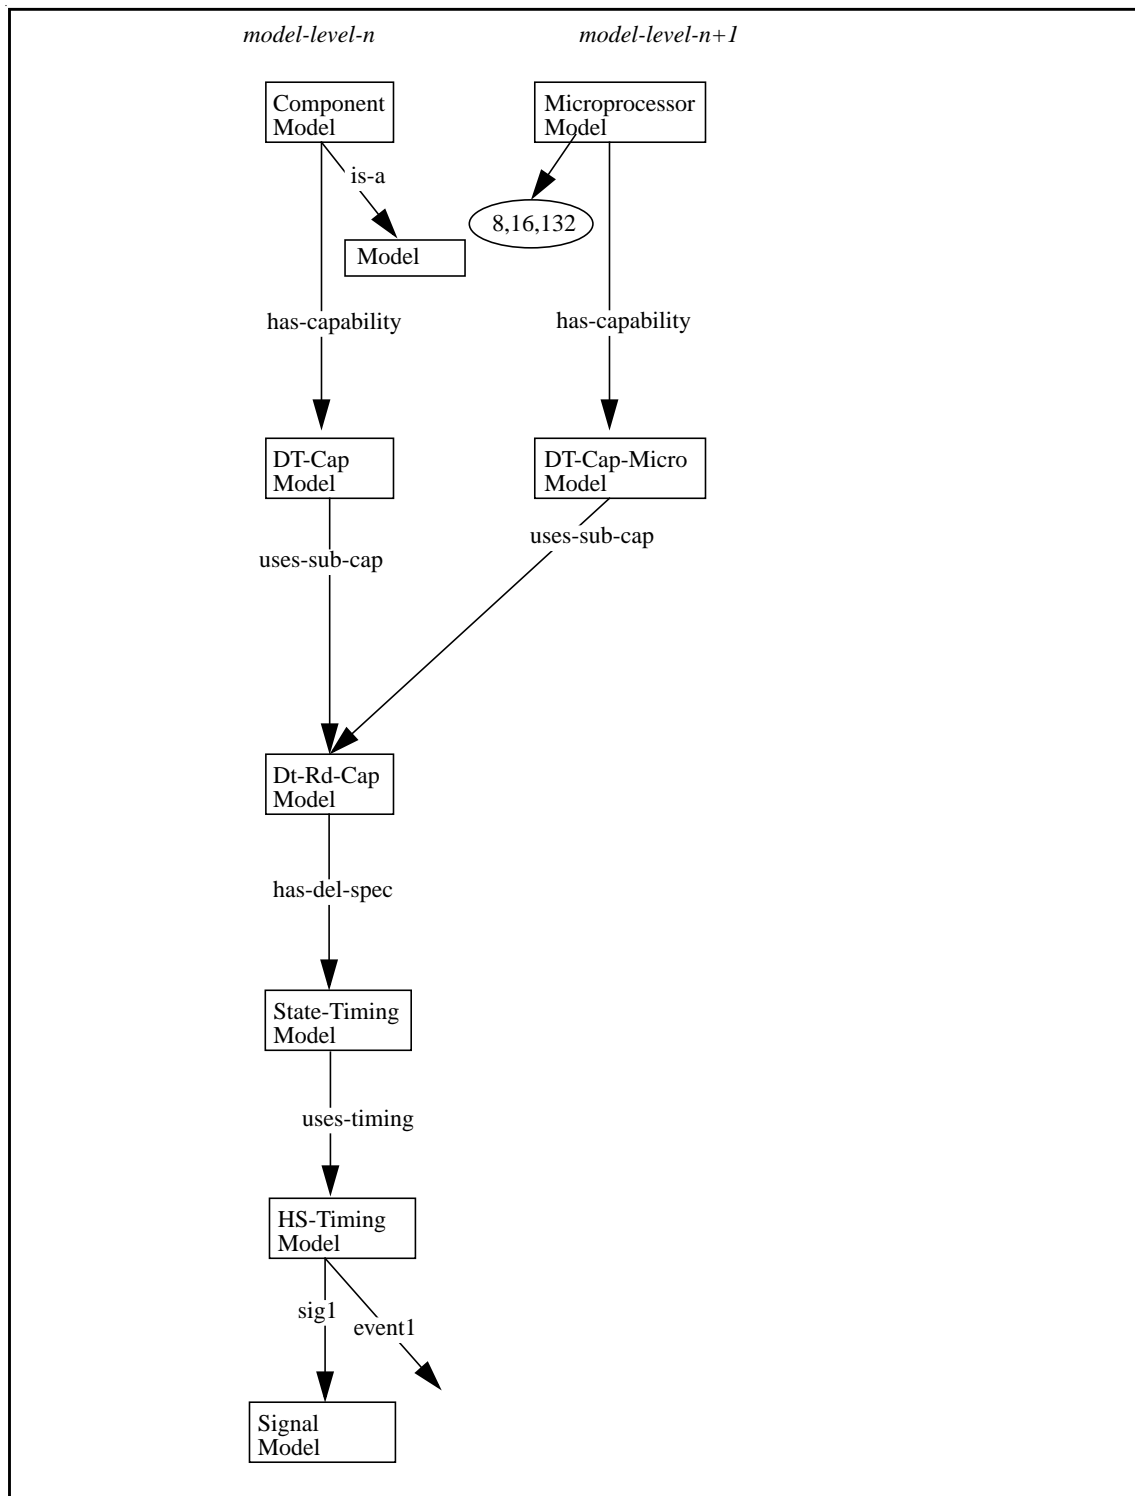 model-level-n
model-level-n+1
Component
Model
Microprocessor
Model
is-a
8,16,132
Model
has-capability
has-capability
DT-Cap
Model
DT-Cap-Micro
Model
uses-sub-cap
uses-sub-cap
Dt-Rd-Cap
Model
has-del-spec
State-Timing
Model
uses-timing
HS-Timing
Model
sig1
event1
Signal
Model